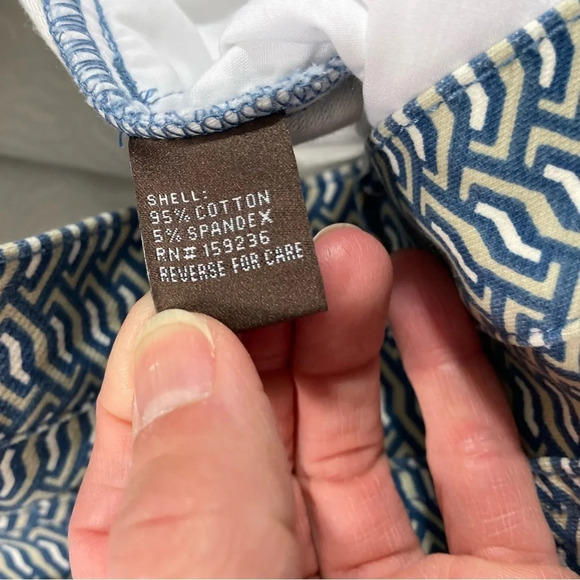 SHELL:
95% COTTON
5% SPANDEX
RN# 159236
REVERSE FOR CARE